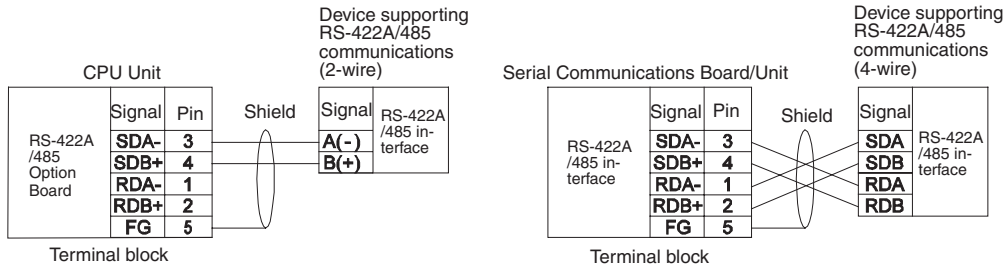 Device supporting
RS-422A/485
communications
(2-wire)
CPU Unit
Signal Pin
Shield
Signal
RS-422A
/485
Option
Board
SDA- 3
SDB+ 4
RDA- 1
RDB+ 2
FG 5
A(-)
B(+)
RS-422A
/485 in-
terface
Terminal block
Device supporting
RS-422A/485
communications
(4-wire)
Serial Communications Board/Unit
Signal Pin
Shield
Signal
RS-422A
/485 in-
terface
SDA- 3
SDB+ 4
RDA- 1
RDB+ 2
FG 5
SDA
SDB
RDA
RDB
RS-422A
/485 in-
terface
Terminal block